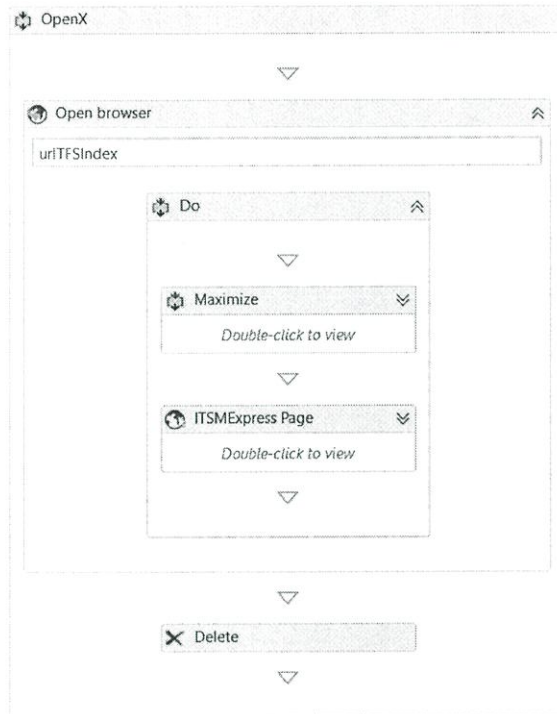 OpenX
Open browser
urlTFSIndex
Do
Maximize
Double-click to view
ITSMExpress Page
Double-click to view
Delete